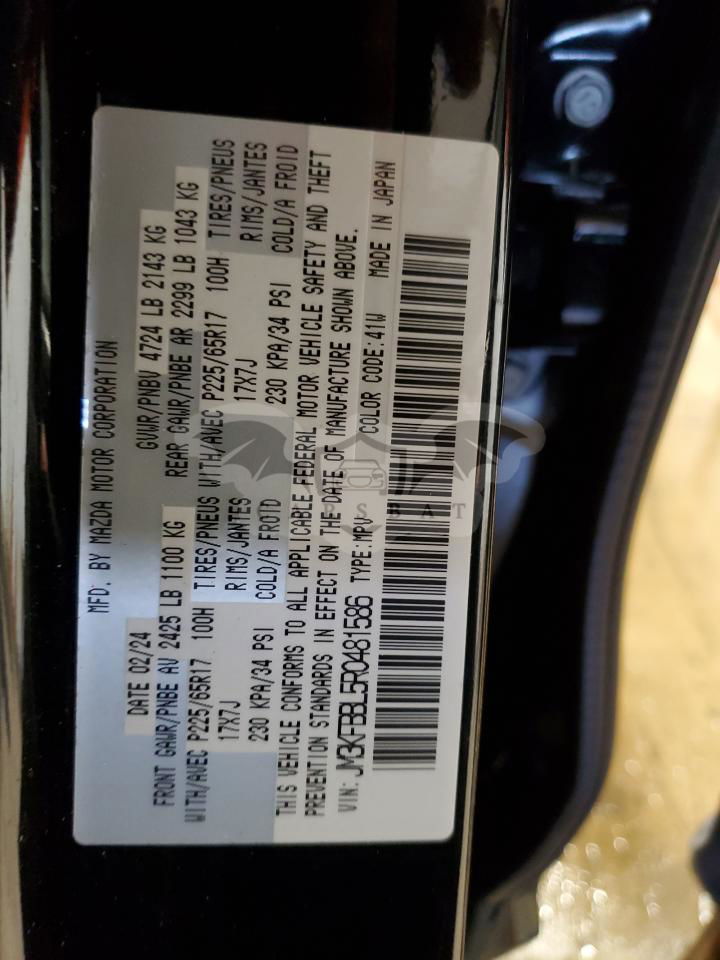 MFD. BY MAZDA MOTOR CORPORATION
DATE 02/24 GVWR/PNBV 4724 LB 2143 KG
FRONT GAWR/PNBE AV 2425 LB 1100 KG REAR GAWR/PNBE AR 2299 LB 1043 KG
WITH/AVEC P225/65R17 100H TIRES/PNEUS WITH/AVEC P225/65R17 100H TIRES/PNEUS
17X7J RIMS/JANTES 17X7J RIMS/JANTES
230 KPA/34 PSI COLD/A FROID 230 KPA/34 PSI COLD/A FROID
THIS VEHICLE CONFORMS TO ALL APPLICABLE FEDERAL MOTOR VEHICLE SAFETY AND THEFT
PREVENTION STANDARDS IN EFFECT ON THE DATE OF MANUFACTURE SHOWN ABOVE.
VIN: JM3KFBBL5R0481586 TYPE:MPV COLOR CODE:41W MADE IN JAPAN